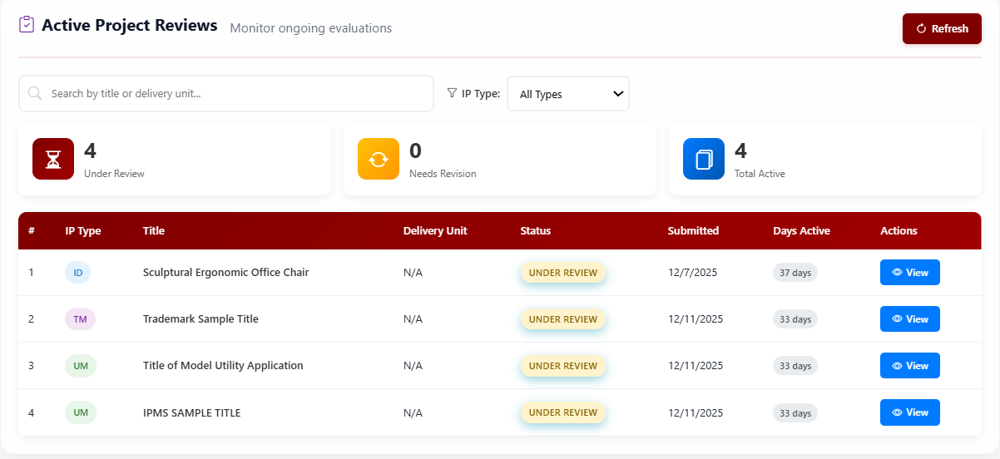 Active Project Reviews Monitor ongoing evaluations
Refresh
Search by title or delivery unit...
IP Type:
All Types
4
Under Review
0
Needs Revision
4
Total Active
# IP Type Title Delivery Unit Status Submitted Days Active Actions
1 ID Sculptural Ergonomic Office Chair N/A UNDER REVIEW 12/7/2025 37 days View
2 TM Trademark Sample Title N/A UNDER REVIEW 12/11/2025 33 days View
3 UM Title of Model Utility Application N/A UNDER REVIEW 12/11/2025 33 days View
4 UM IPMS SAMPLE TITLE N/A UNDER REVIEW 12/11/2025 33 days View